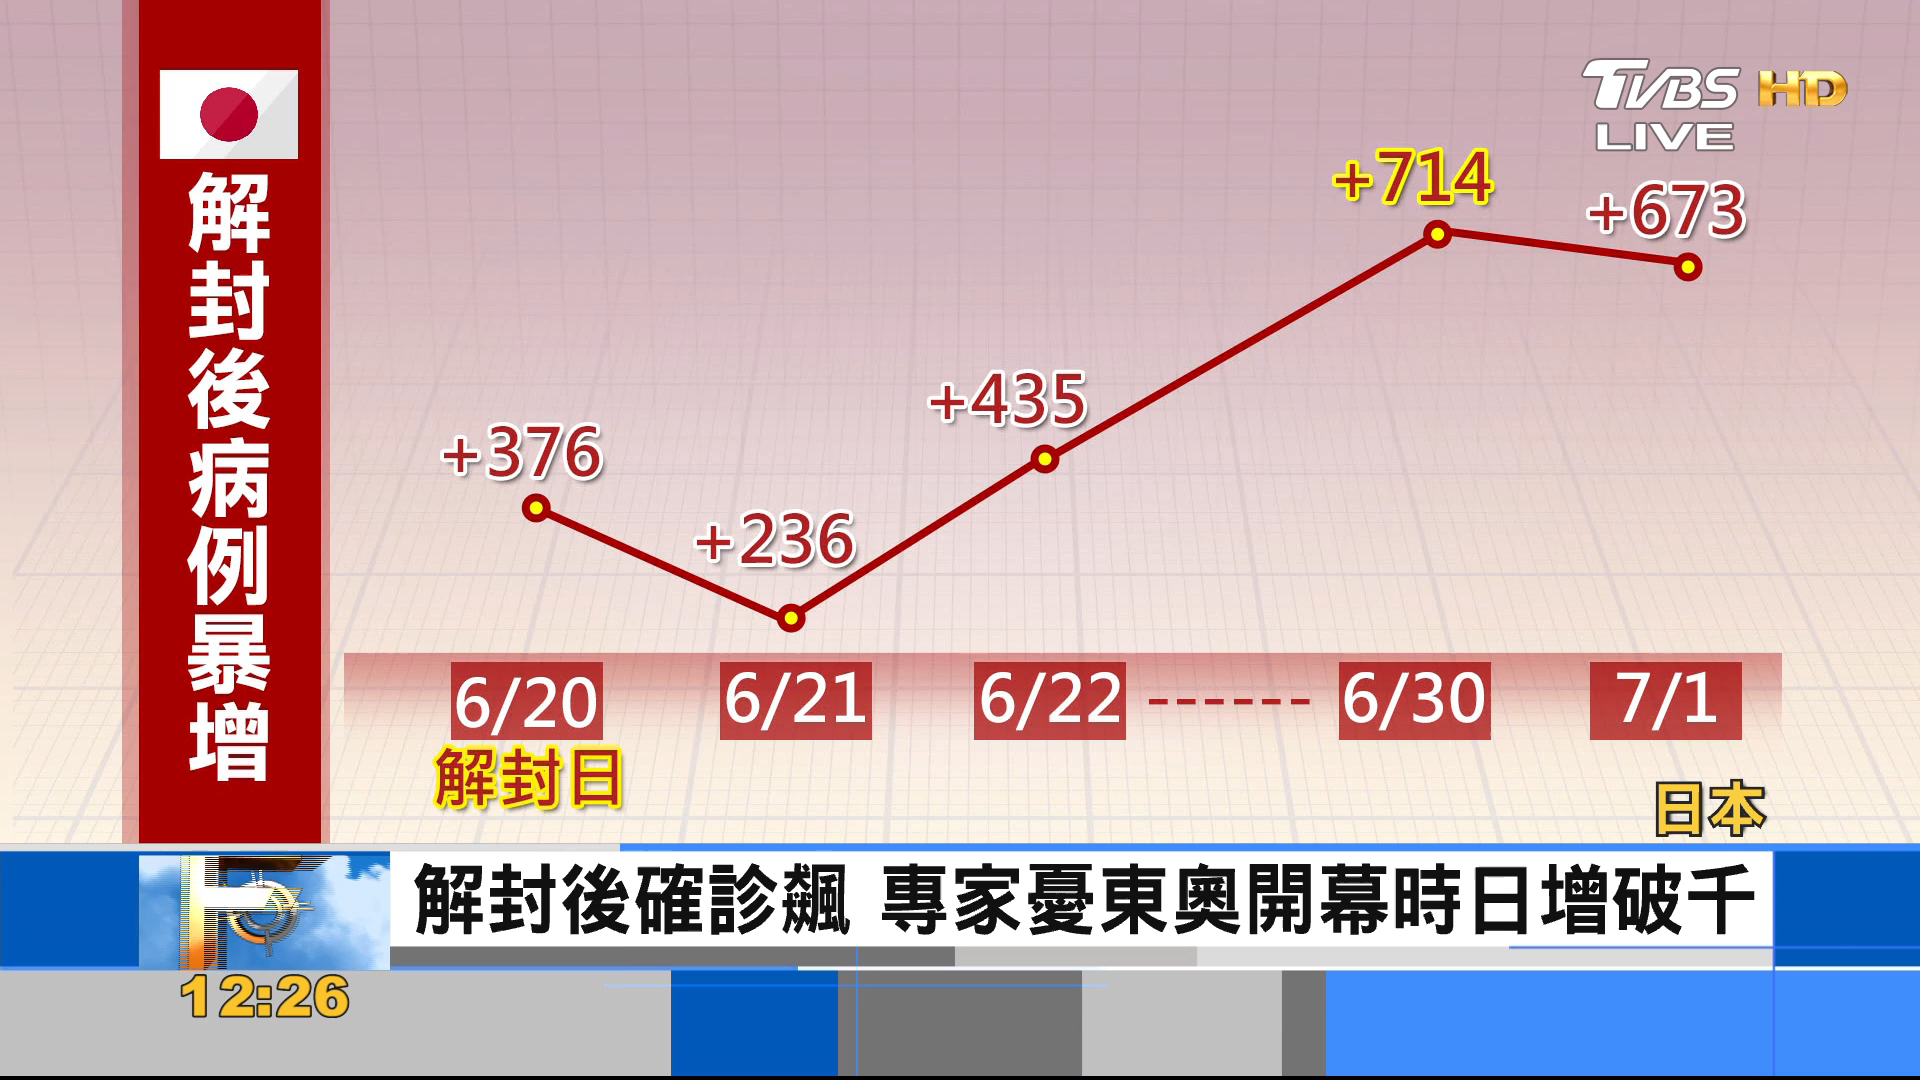 解封後病例暴增
TVBS HD
LIVE
+376
+236
+435
+714
+673
6/20
6/21
6/22
6/30
7/1
解封日
日本
解封後確診飆 專家憂東奧開幕時日增破千
12:26